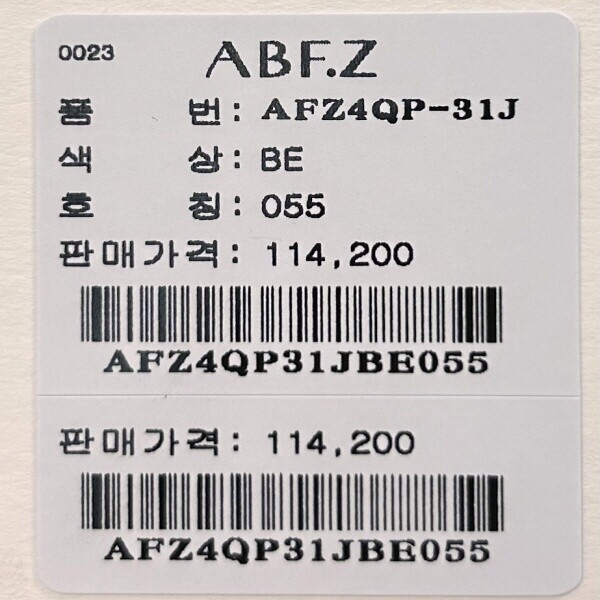 0023 ABF.Z
품 번: AFZ4QP-31J
색 상: BE
호 칭: 055
판매가격: 114,200
AFZ4QP31JBE055
판매가격: 114,200
AFZ4QP31JBE055